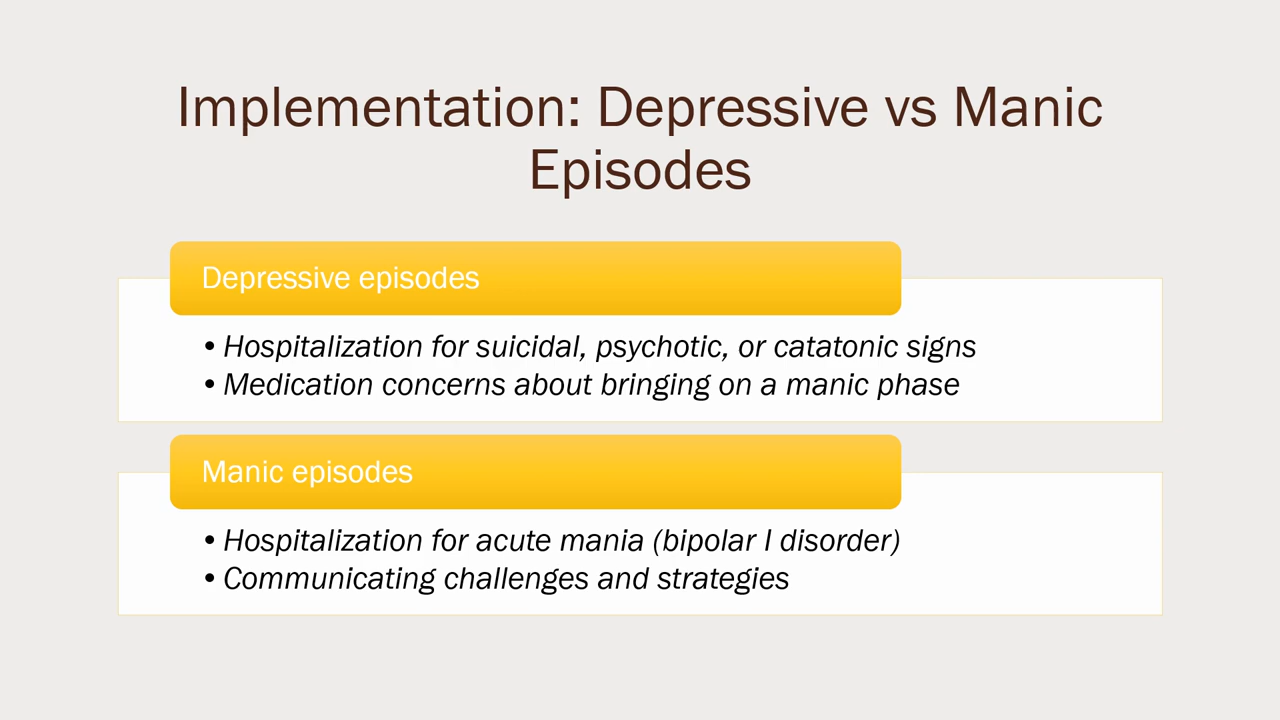 Implementation: Depressive vs Manic
Episodes
Depressive episodes
• Hospitalization for suicidal, psychotic, or catatonic signs
• Medication concerns about bringing on a manic phase
Manic episodes
• Hospitalization for acute mania (bipolar I disorder)
• Communicating challenges and strategies